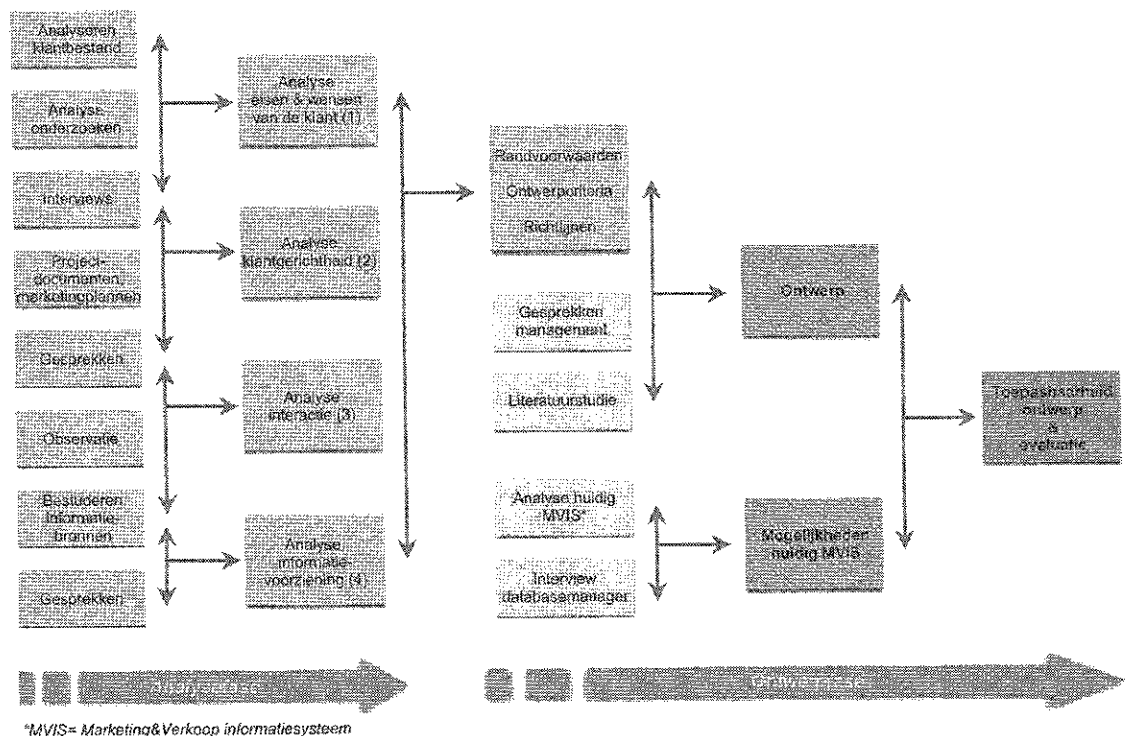 Analyseren
klantbestand
Analyse
onderzoeken
Interviews
Project-
documenten,
marketingplannen
Gesprekken
Observatie
Bestuderen
informatie-
bronnen
Gesprekken
Analyse
eisen & wensen
van de klant (1)
Analyse
klantgerichtheid (2)
Analyse
interactie (3)
Analyse
informatie-
voorziening (4)
Randvoorwaarden
Ontwerpcriteria
Richtlijnen
Gesprekken
management
Literatuurstudie
Analyse huidig
MVIS*
Interview
databasemanager
Ontwerp
Mogelijkheden
huidig MVIS
Toepasbaarheid
ontwerp
&
evaluatie
Analysefase
Ontwerpfase
*MVIS= Marketing&Verkoop informatiesysteem